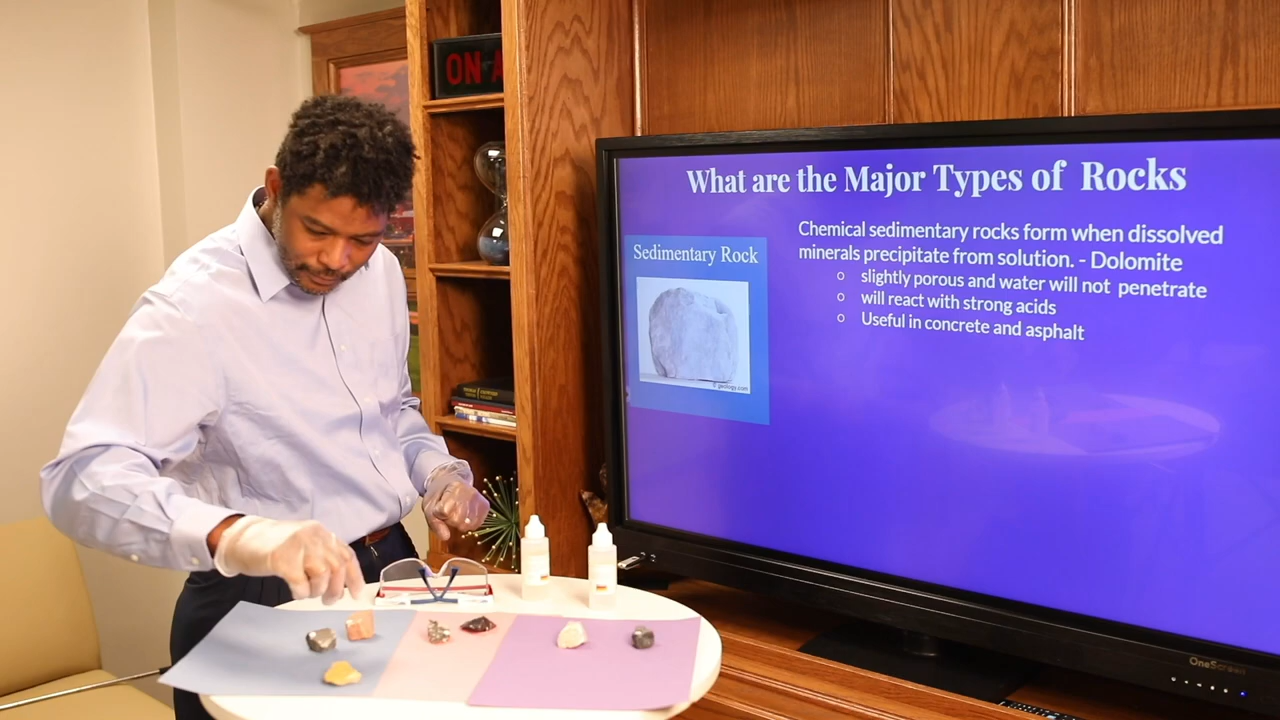 ON A
What are the Major Types of Rocks
Sedimentary Rock
© geology.com
Chemical sedimentary rocks form when dissolved
minerals precipitate from solution. - Dolomite
o slightly porous and water will not penetrate
o will react with strong acids
o Useful in concrete and asphalt
OneScreen